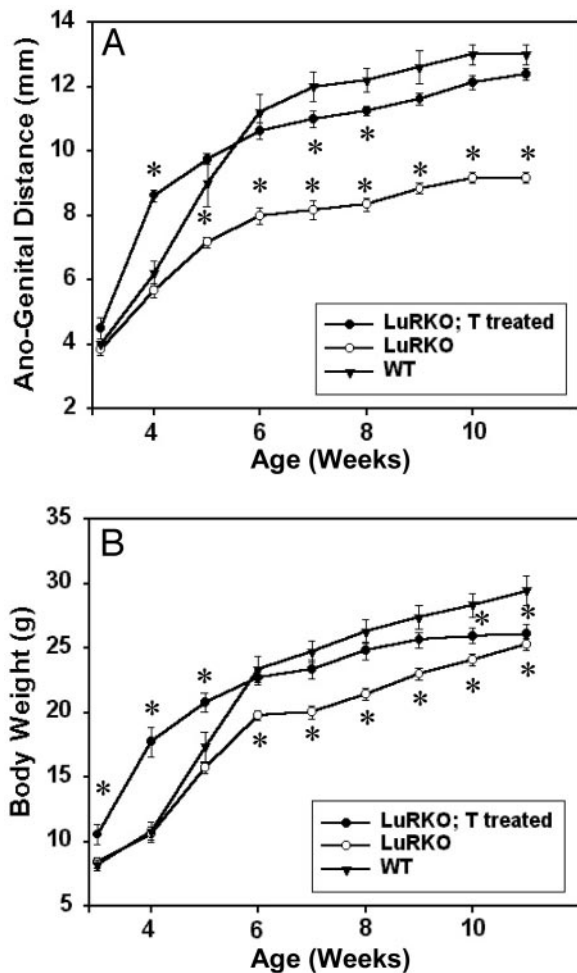 A
14
12
10
8
6
4
2
Ano-Genital Distance (mm)
* * * * * * * * * *
LuRKO; T treated
LuRKO
WT
4 6 8 10
Age (Weeks)
B
35
30
25
20
15
10
5
Body Weight (g)
* * * * * * * * * * *
LuRKO; T treated
LuRKO
WT
4 6 8 10
Age (Weeks)